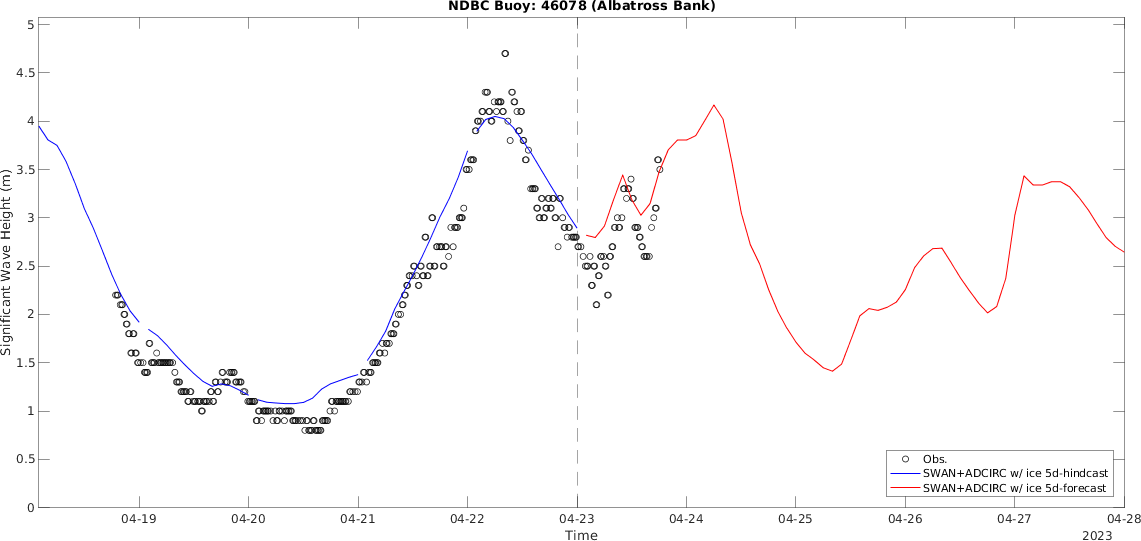 NDBC Buoy: 46078 (Albatross Bank)
5
4.5
4
3.5
3
2.5
2
1.5
1
0.5
0
Significant Wave Height (m)
Obs.
SWAN+ADCIRC w/ ice 5d-hindcast
SWAN+ADCIRC w/ ice 5d-forecast
04-19 04-20 04-21 04-22 04-23 04-24 04-25 04-26 04-27 04-28
Time
2023